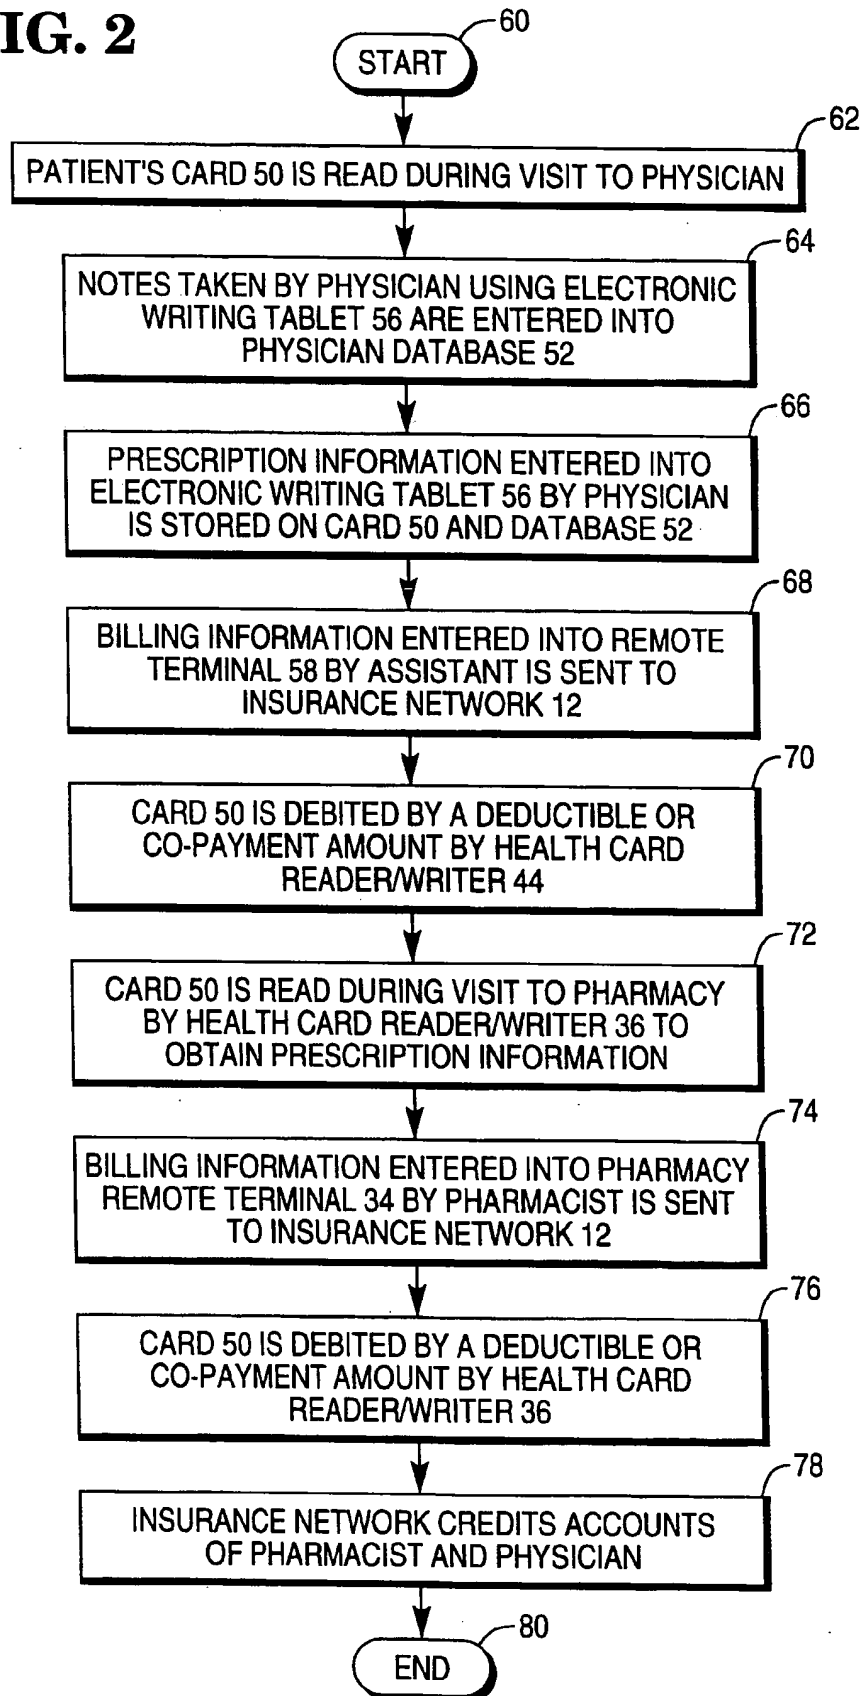 IG. 2
60
START
62
PATIENT'S CARD 50 IS READ DURING VISIT TO PHYSICIAN
64
NOTES TAKEN BY PHYSICIAN USING ELECTRONIC
WRITING TABLET 56 ARE ENTERED INTO
PHYSICIAN DATABASE 52
66
PRESCRIPTION INFORMATION ENTERED INTO
ELECTRONIC WRITING TABLET 56 BY PHYSICIAN
IS STORED ON CARD 50 AND DATABASE 52
68
BILLING INFORMATION ENTERED INTO REMOTE
TERMINAL 58 BY ASSISTANT IS SENT TO
INSURANCE NETWORK 12
70
CARD 50 IS DEBITED BY A DEDUCTIBLE OR
CO-PAYMENT AMOUNT BY HEALTH CARD
READER/WRITER 44
72
CARD 50 IS READ DURING VISIT TO PHARMACY
BY HEALTH CARD READER/WRITER 36 TO
OBTAIN PRESCRIPTION INFORMATION
74
BILLING INFORMATION ENTERED INTO PHARMACY
REMOTE TERMINAL 34 BY PHARMACIST IS SENT
TO INSURANCE NETWORK 12
76
CARD 50 IS DEBITED BY A DEDUCTIBLE OR
CO-PAYMENT AMOUNT BY HEALTH CARD
READER/WRITER 36
78
INSURANCE NETWORK CREDITS ACCOUNTS
OF PHARMACIST AND PHYSICIAN
80
END